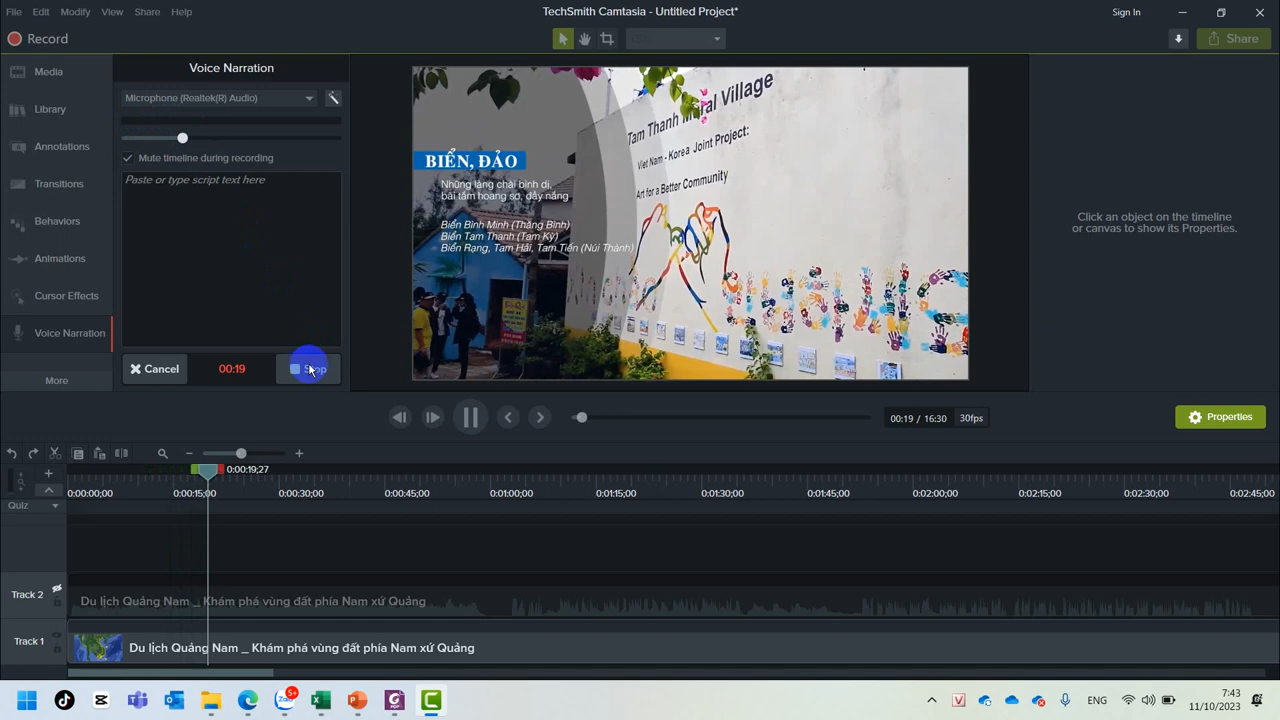 File Edit Modify View Share Help
TechSmith Camtasia - Untitled Project*
Sign In
Record
Share
Media
Library
Annotations
Transitions
Behaviors
Animations
Cursor Effects
Voice Narration
More
Voice Narration
Microphone (Realtek(R) Audio)
Mute timeline during recording
Paste or type script text here
Cancel
00:19
Stop
Tam Thanh Mural Village
Viet Nam - Korea Joint Project:
Art for a Better Community
BIỂN, ĐẢO
Những làng chài bình dị,
bãi tắm hoang sơ, dầy nắng
Biển Bình Minh (Thăng Bình)
Biển Tam Thanh (Tam Kỳ)
Biển Rạng, Tam Hải, Tam Tiến (Núi Thành)
Click an object on the timeline
or canvas to show its Properties.
00:19 / 16:30
30fps
Properties
0:00:19;27
0:00:00;00 0:00:15;00 0:00:30;00 0:00:45;00 0:01:00;00 0:01:15;00 0:01:30;00 0:01:45;00 0:02:00;00 0:02:15;00 0:02:30;00 0:02:45;00
Quiz
Track 2
Du lịch Quảng Nam _ Khám phá vùng đất phía Nam xứ Quảng
Track 1
Du lịch Quảng Nam _ Khám phá vùng đất phía Nam xứ Quảng
5+
ENG
7:43
11/10/2023